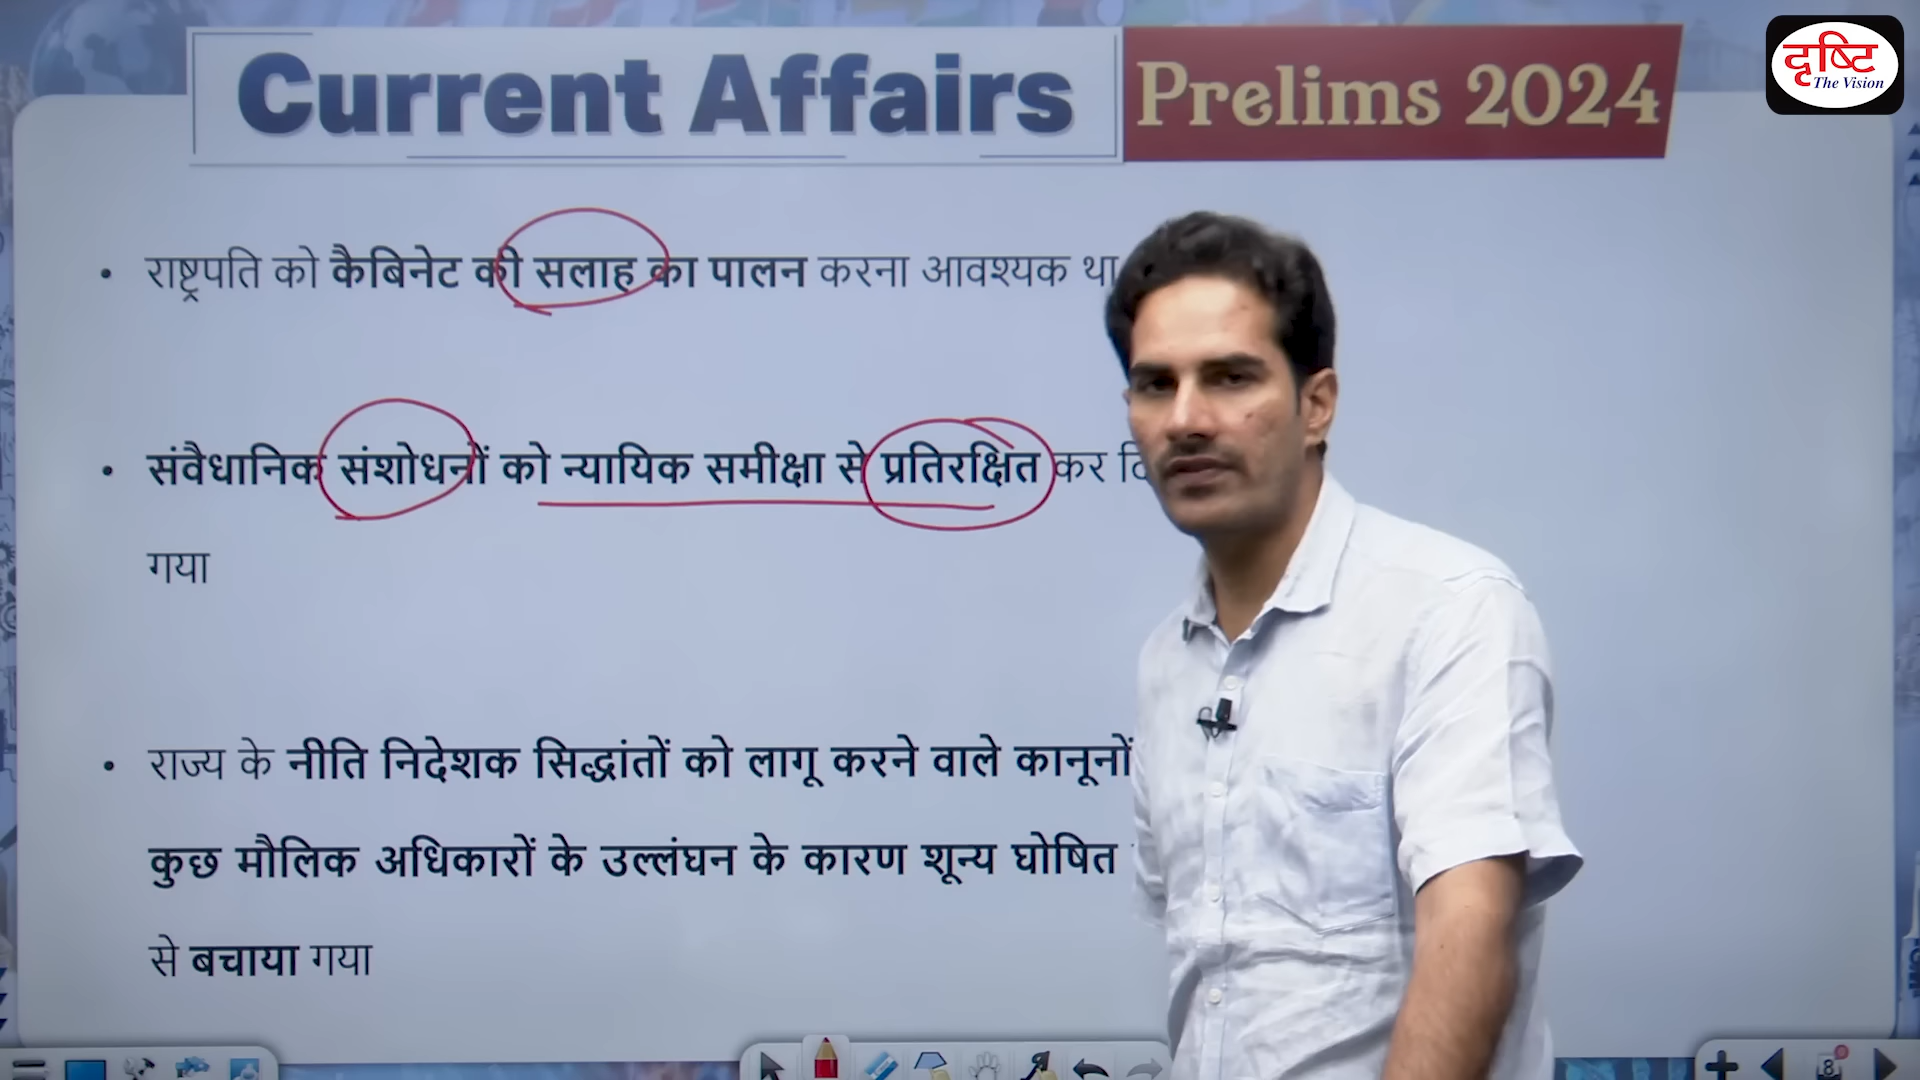 Current Affairs Prelims 2024
दृष्टि
The Vision
• राष्ट्रपति को कैबिनेट की सलाह का पालन करना आवश्यक था
• संवैधानिक संशोधनों को न्यायिक समीक्षा से प्रतिरक्षित कर
गया
• राज्य के नीति निदेशक सिद्धांतों को लागू करने वाले कानूनों
कुछ मौलिक अधिकारों के उल्लंघन के कारण शून्य घोषित
से बचाया गया
8